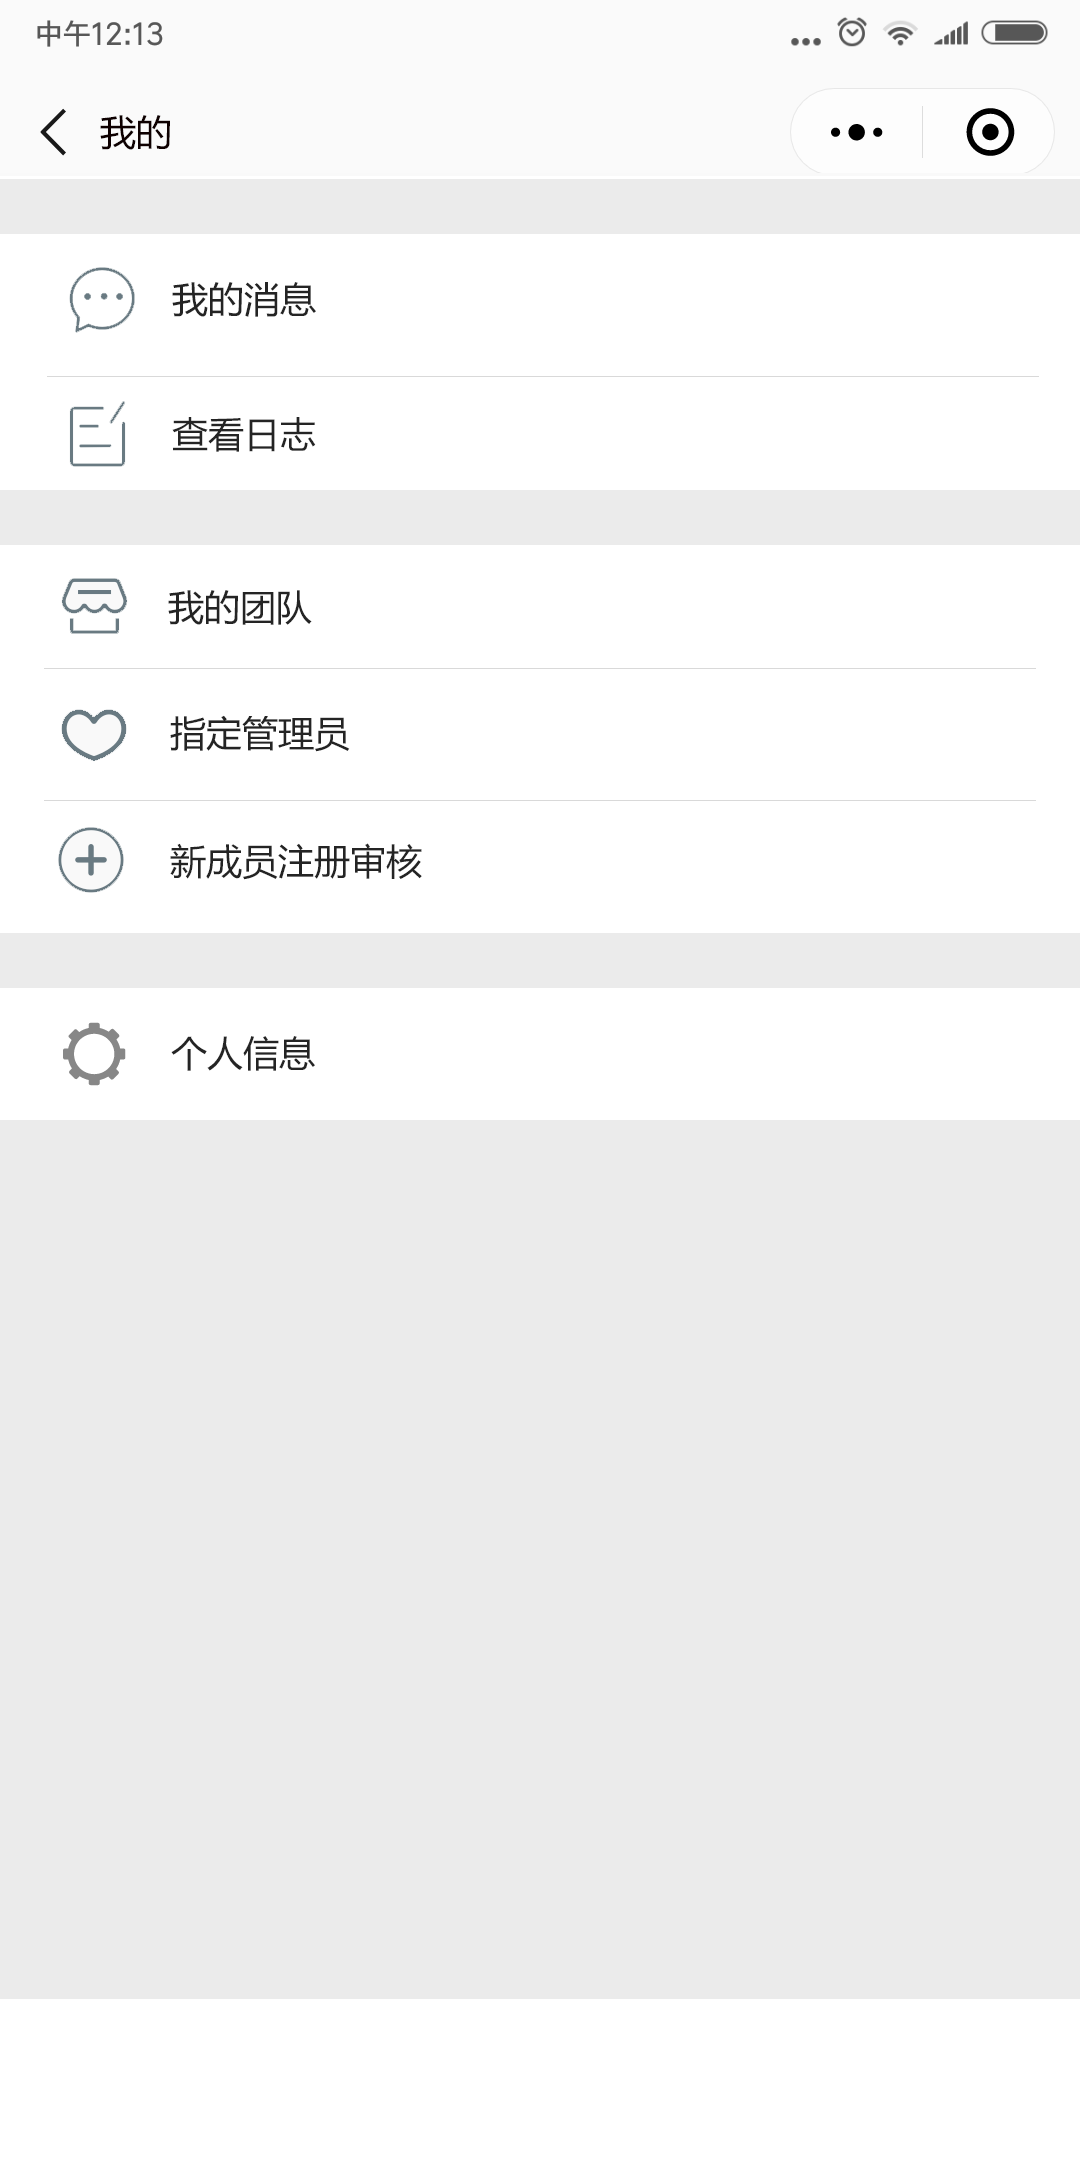 中午12:13
我的
我的消息
查看日志
我的团队
指定管理员
新成员注册审核
个人信息